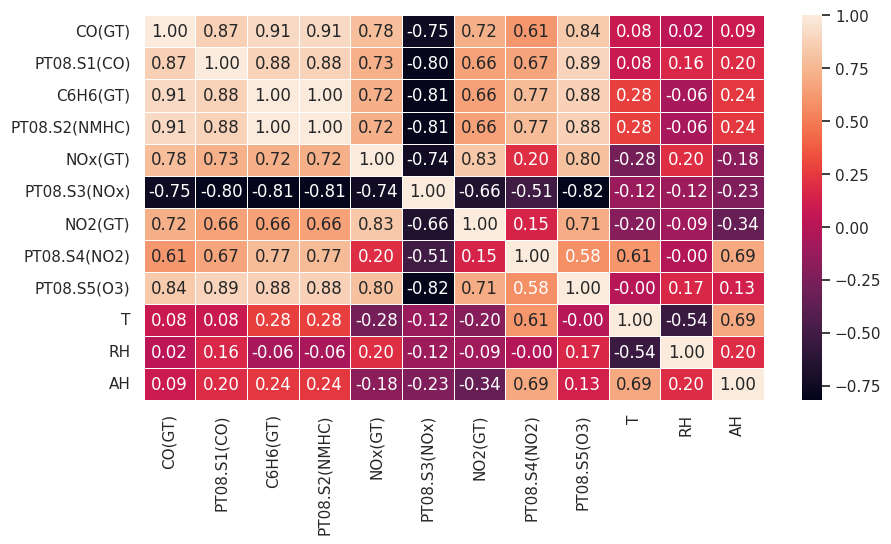 CO(GT) 1.00 0.87 0.91 0.91 0.78 -0.75 0.72 0.61 0.84 0.08 0.02 0.09
PT08.S1(CO) 0.87 1.00 0.88 0.88 0.73 -0.80 0.66 0.67 0.89 0.08 0.16 0.20
C6H6(GT) 0.91 0.88 1.00 1.00 0.72 -0.81 0.66 0.77 0.88 0.28 -0.06 0.24
PT08.S2(NMHC) 0.91 0.88 1.00 1.00 0.72 -0.81 0.66 0.77 0.88 0.28 -0.06 0.24
NOx(GT) 0.78 0.73 0.72 0.72 1.00 -0.74 0.83 0.20 0.80 -0.28 0.20 -0.18
PT08.S3(NOx) -0.75 -0.80 -0.81 -0.81 -0.74 1.00 -0.66 -0.51 -0.82 -0.12 -0.12 -0.23
NO2(GT) 0.72 0.66 0.66 0.66 0.83 -0.66 1.00 0.15 0.71 -0.20 -0.09 -0.34
PT08.S4(NO2) 0.61 0.67 0.77 0.77 0.20 -0.51 0.15 1.00 0.58 0.61 -0.00 0.69
PT08.S5(O3) 0.84 0.89 0.88 0.88 0.80 -0.82 0.71 0.58 1.00 -0.00 0.17 0.13
T 0.08 0.08 0.28 0.28 -0.28 -0.12 -0.20 0.61 -0.00 1.00 -0.54 0.69
RH 0.02 0.16 -0.06 -0.06 0.20 -0.12 -0.09 -0.00 0.17 -0.54 1.00 0.20
AH 0.09 0.20 0.24 0.24 -0.18 -0.23 -0.34 0.69 0.13 0.69 0.20 1.00
CO(GT)
PT08.S1(CO)
C6H6(GT)
PT08.S2(NMHC)
NOx(GT)
PT08.S3(NOx)
NO2(GT)
PT08.S4(NO2)
PT08.S5(O3)
T
RH
AH
1.00
0.75
0.50
0.25
0.00
−0.25
−0.50
−0.75